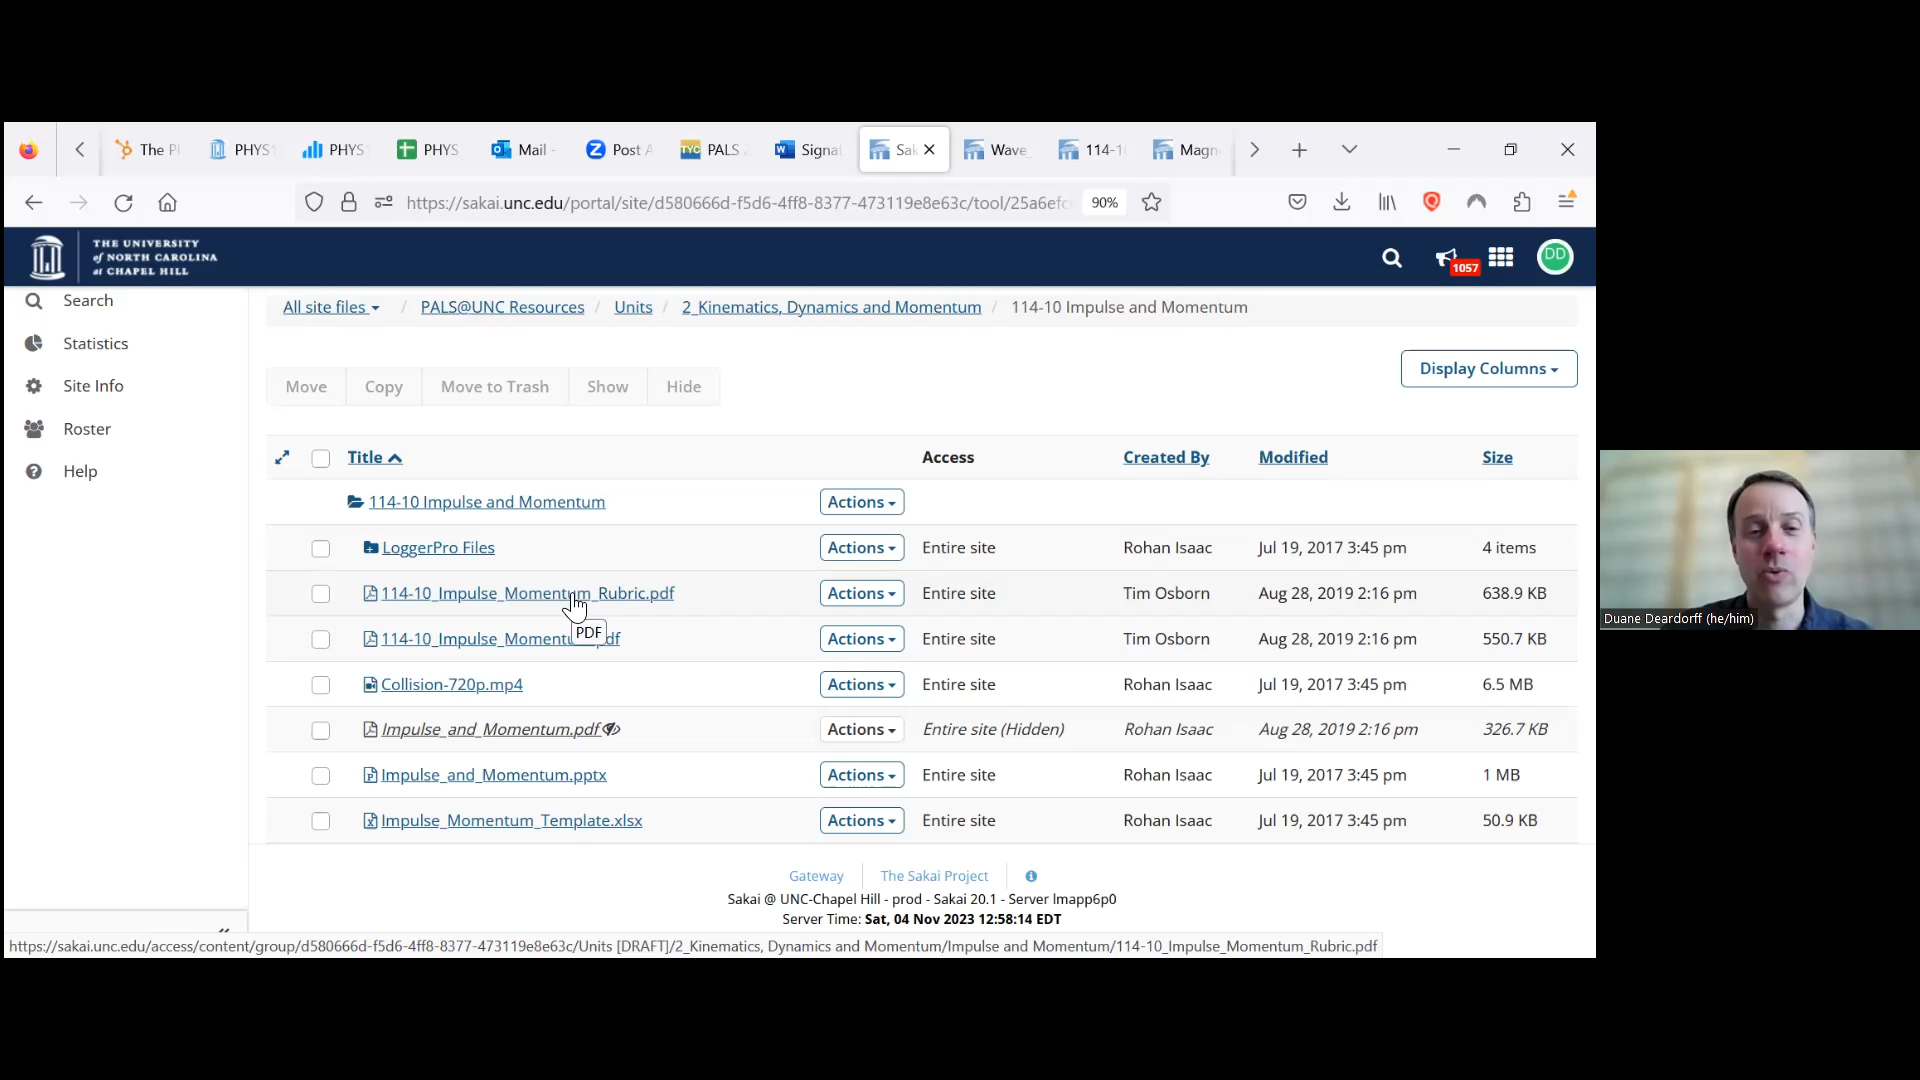 The P
PHYS1
PHYS1
PHYS
Mail -
Post A
TYC PALS
Signat
Sak
Wave_
114-1
Magn
https://sakai.unc.edu/portal/site/d580666d-f5d6-4ff8-8377-473119e8e63c/tool/25a6efc
90%
THE UNIVERSITY
of NORTH CAROLINA
at CHAPEL HILL
1057
DD
Search
Statistics
Site Info
Roster
Help
All site files / PALS@UNC Resources / Units / 2_Kinematics, Dynamics and Momentum / 114-10 Impulse and Momentum
Display Columns
Move Copy Move to Trash Show Hide
Title Access Created By Modified Size
114-10 Impulse and Momentum Actions
LoggerPro Files Actions Entire site Rohan Isaac Jul 19, 2017 3:45 pm 4 items
114-10_Impulse_Momentum_Rubric.pdf Actions Entire site Tim Osborn Aug 28, 2019 2:16 pm 638.9 KB
PDF
114-10_Impulse_Momentum.pdf Actions Entire site Tim Osborn Aug 28, 2019 2:16 pm 550.7 KB
Collision-720p.mp4 Actions Entire site Rohan Isaac Jul 19, 2017 3:45 pm 6.5 MB
Impulse_and_Momentum.pdf Actions Entire site (Hidden) Rohan Isaac Aug 28, 2019 2:16 pm 326.7 KB
Impulse_and_Momentum.pptx Actions Entire site Rohan Isaac Jul 19, 2017 3:45 pm 1 MB
Impulse_Momentum_Template.xlsx Actions Entire site Rohan Isaac Jul 19, 2017 3:45 pm 50.9 KB
Gateway The Sakai Project
Sakai @ UNC-Chapel Hill - prod - Sakai 20.1 - Server lmapp6p0
Server Time: Sat, 04 Nov 2023 12:58:14 EDT
https://sakai.unc.edu/access/content/group/d580666d-f5d6-4ff8-8377-473119e8e63c/Units [DRAFT]/2_Kinematics, Dynamics and Momentum/Impulse and Momentum/114-10_Impulse_Momentum_Rubric.pdf
Duane Deardorff (he/him)